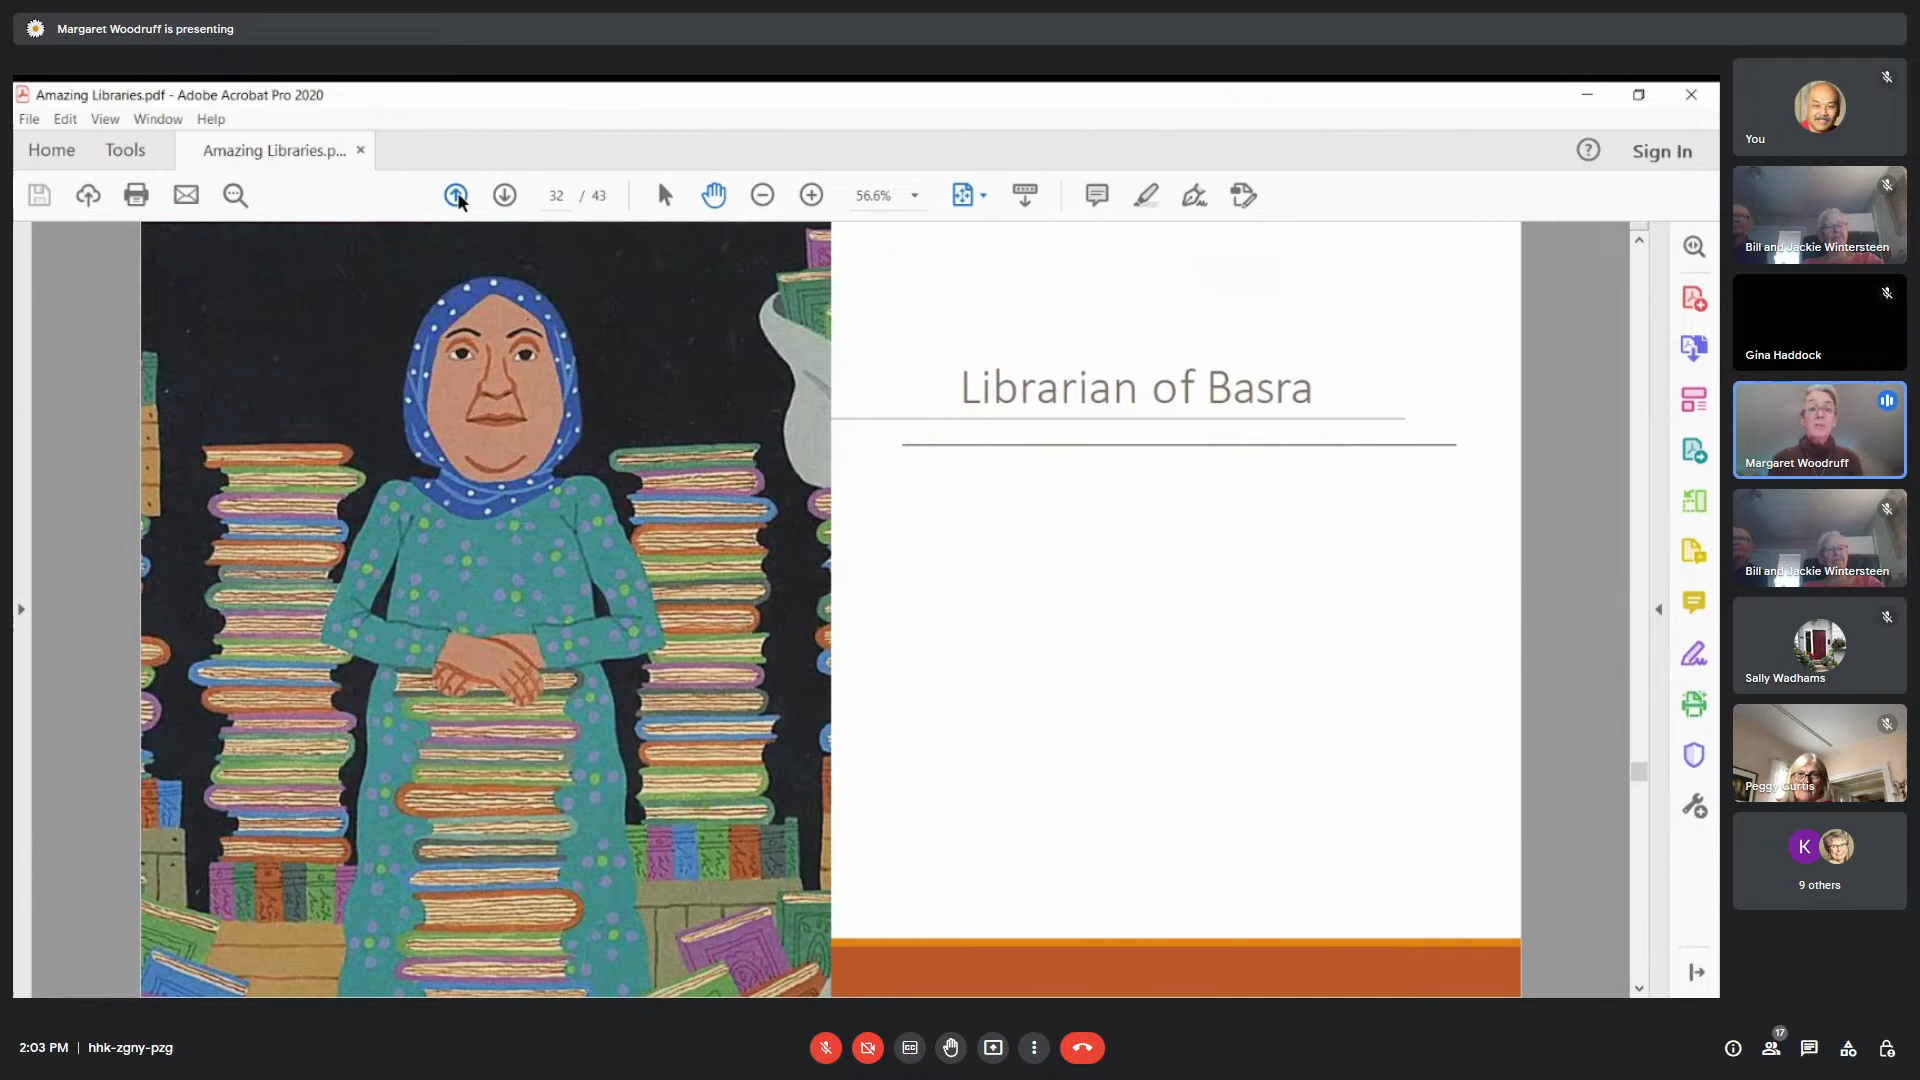 Margaret Woodruff is presenting
Amazing Libraries.pdf - Adobe Acrobat Pro 2020
File Edit View Window Help
Home Tools Amazing Libraries.p... ×
? Sign In
32 / 43 56.6%
Librarian of Basra
You
Bill and Jackie Wintersteen
Gina Haddock
Margaret Woodruff
Bill and Jackie Wintersteen
Sally Wadhams
Peggy Curtis
K
9 others
2:03 PM | hhk-zgny-pzg
CC
17